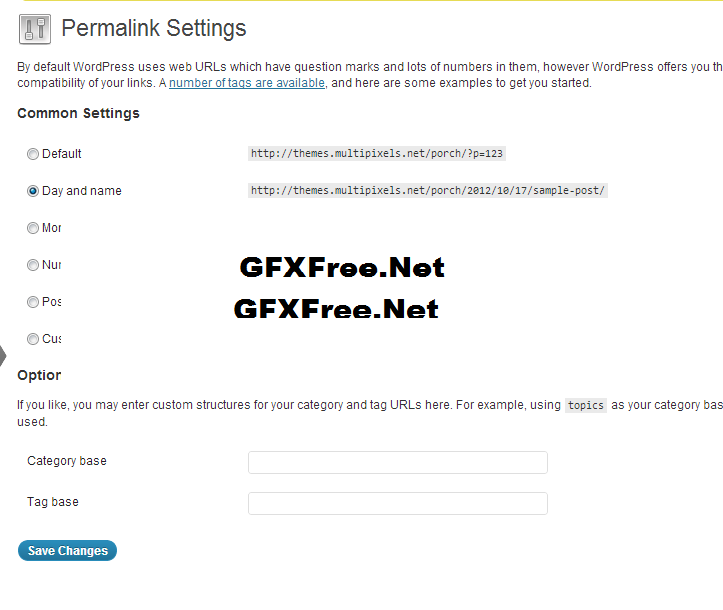 Permalink Settings
By default WordPress uses web URLs which have question marks and lots of numbers in them, however WordPress offers you th
compatibility of your links. A number of tags are available, and here are some examples to get you started.
Common Settings
Default http://themes.multipixels.net/porch/?p=123
Day and name http://themes.multipixels.net/porch/2012/10/17/sample-post/
Mor
Nur
GFXFree.Net
Pos
GFXFree.Net
Cus
Option
If you like, you may enter custom structures for your category and tag URLs here. For example, using topics as your category bas
used.
Category base
Tag base
Save Changes